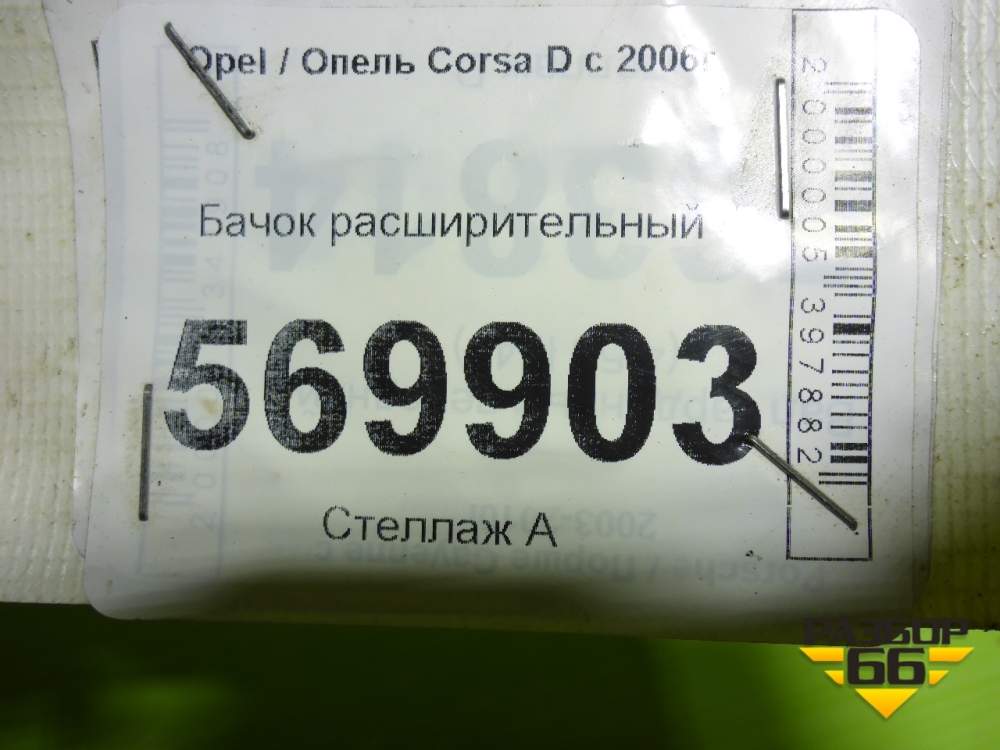 Opel / Опель Corsa D с 2006г
Бачок расширительный
569903
Стеллаж А
2000005397882
РАЗБОР
66